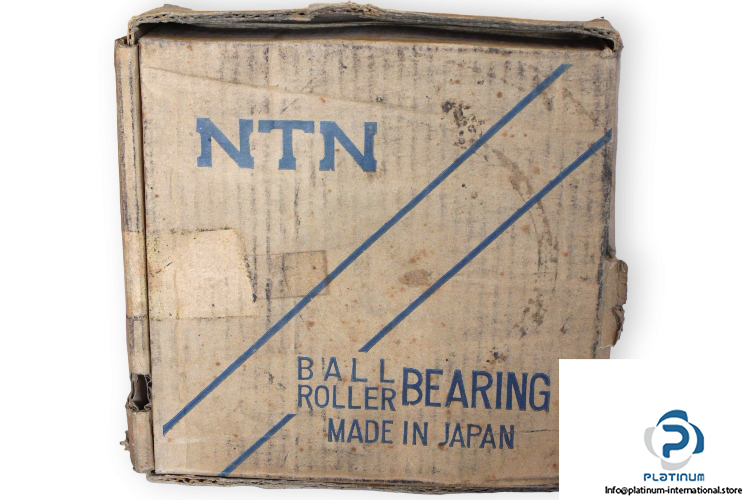 NTN
BALL
ROLLER BEARING
MADE IN JAPAN
PLATINUM
Info@platinum-international.store